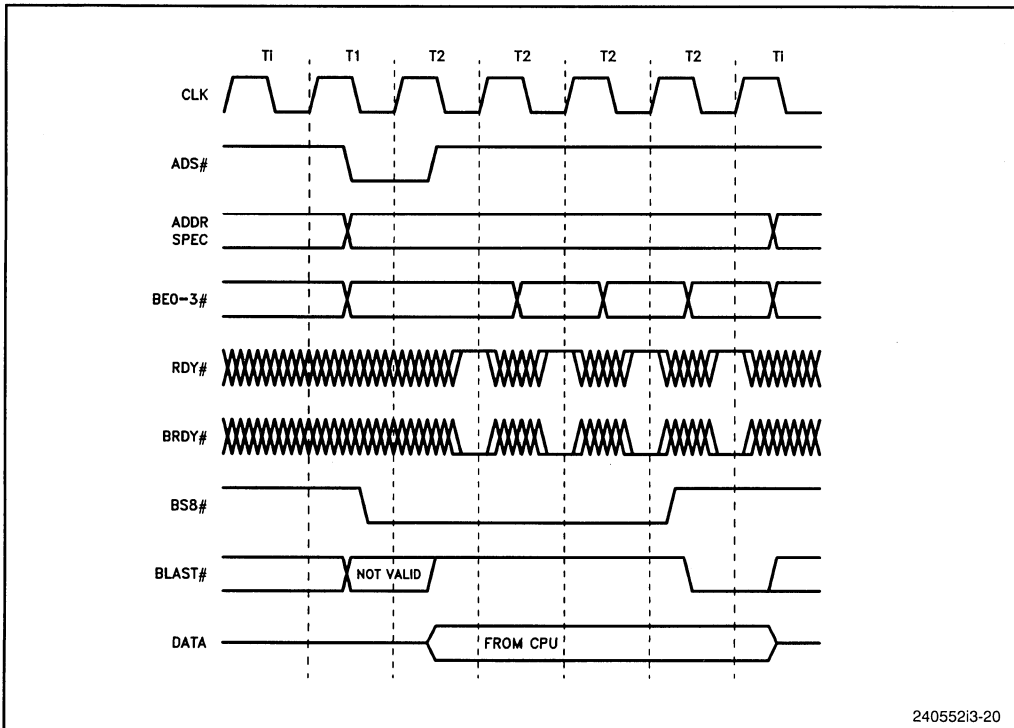 Ti T1 T2 T2 T2 T2 Ti
CLK
ADS#
ADDR
SPEC
BE0-3#
RDY#
BRDY#
BS8#
BLAST# NOT VALID
DATA FROM CPU
240552i3-20